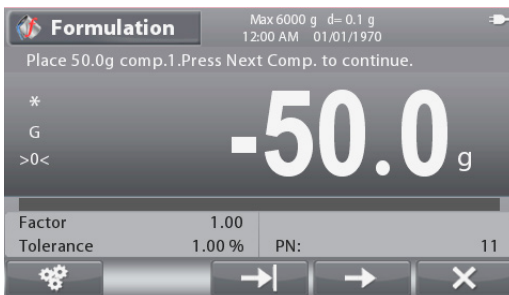 Formulation
Max 6000 g d= 0.1 g
12:00 AM 01/01/1970
Place 50.0g comp.1.Press Next Comp. to continue.
*
G
>0<
-50.0 g
Factor 1.00
Tolerance 1.00 % PN: 11